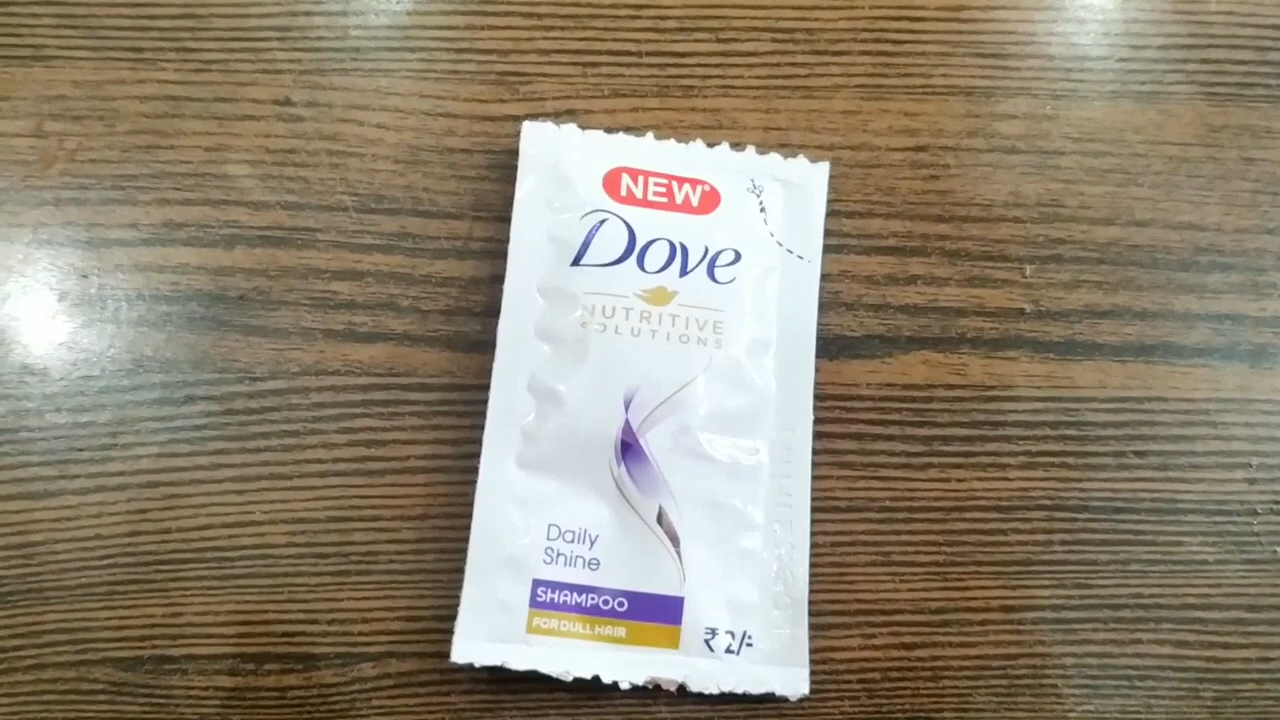 NEW*
Dove
NUTRITIVE
SOLUTIONS
Daily
Shine
SHAMPOO
FOR DULL HAIR
₹2/-